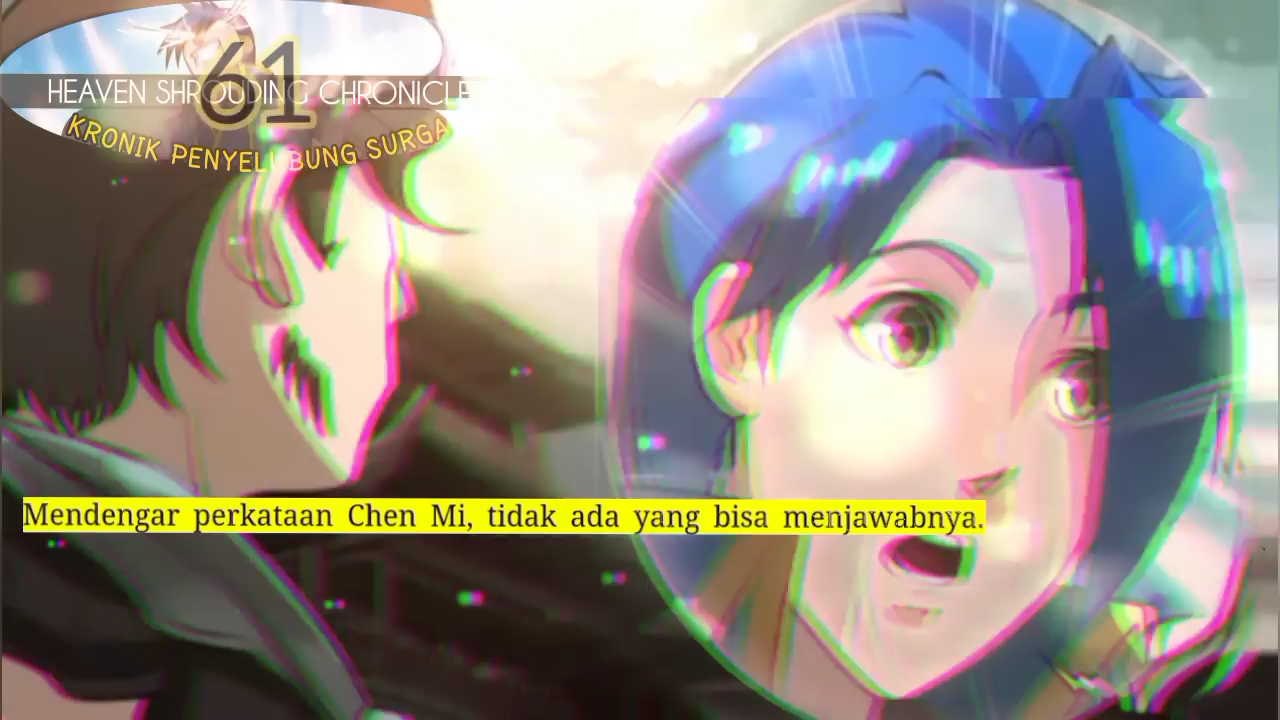 61
HEAVEN SHROUDING CHRONICLE
KRONIK PENYELUBUNG SURGA
Mendengar perkataan Chen Mi, tidak ada yang bisa menjawabnya.